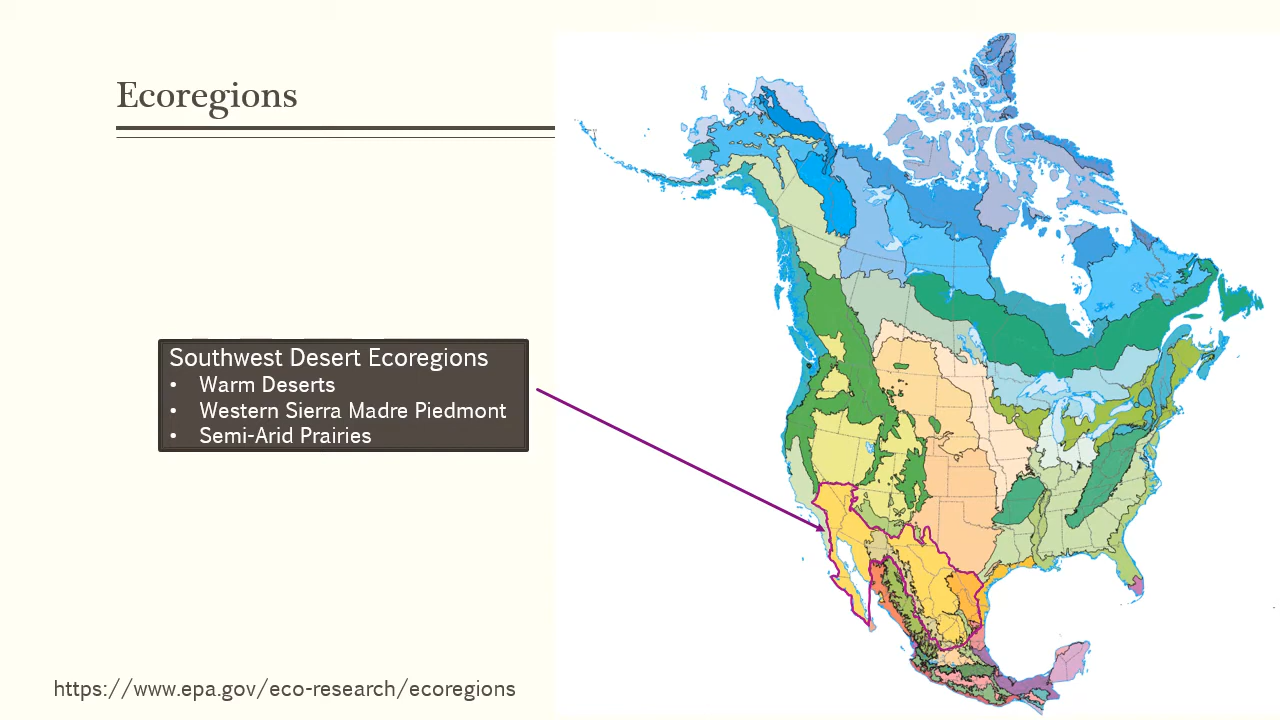 Ecoregions
Southwest Desert Ecoregions
• Warm Deserts
• Western Sierra Madre Piedmont
• Semi-Arid Prairies
https://www.epa.gov/eco-research/ecoregions